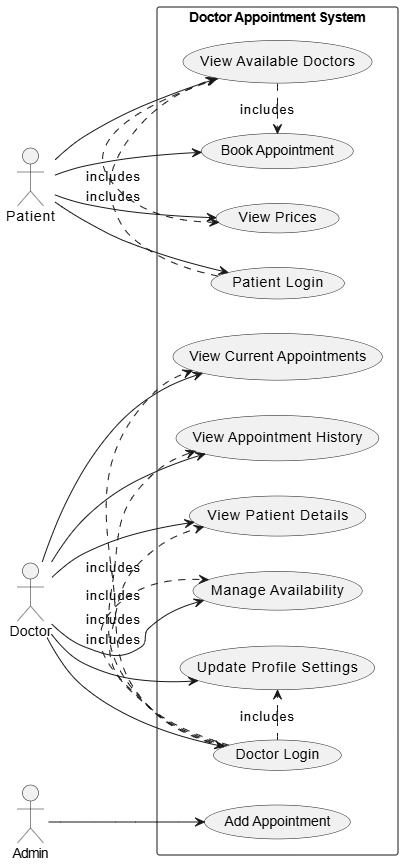 Doctor Appointment System
View Available Doctors
includes
Book Appointment
includes
includes
Patient
View Prices
Patient Login
View Current Appointments
View Appointment History
View Patient Details
includes
Doctor
includes
Manage Availability
includes
includes
Update Profile Settings
includes
Doctor Login
Admin
Add Appointment